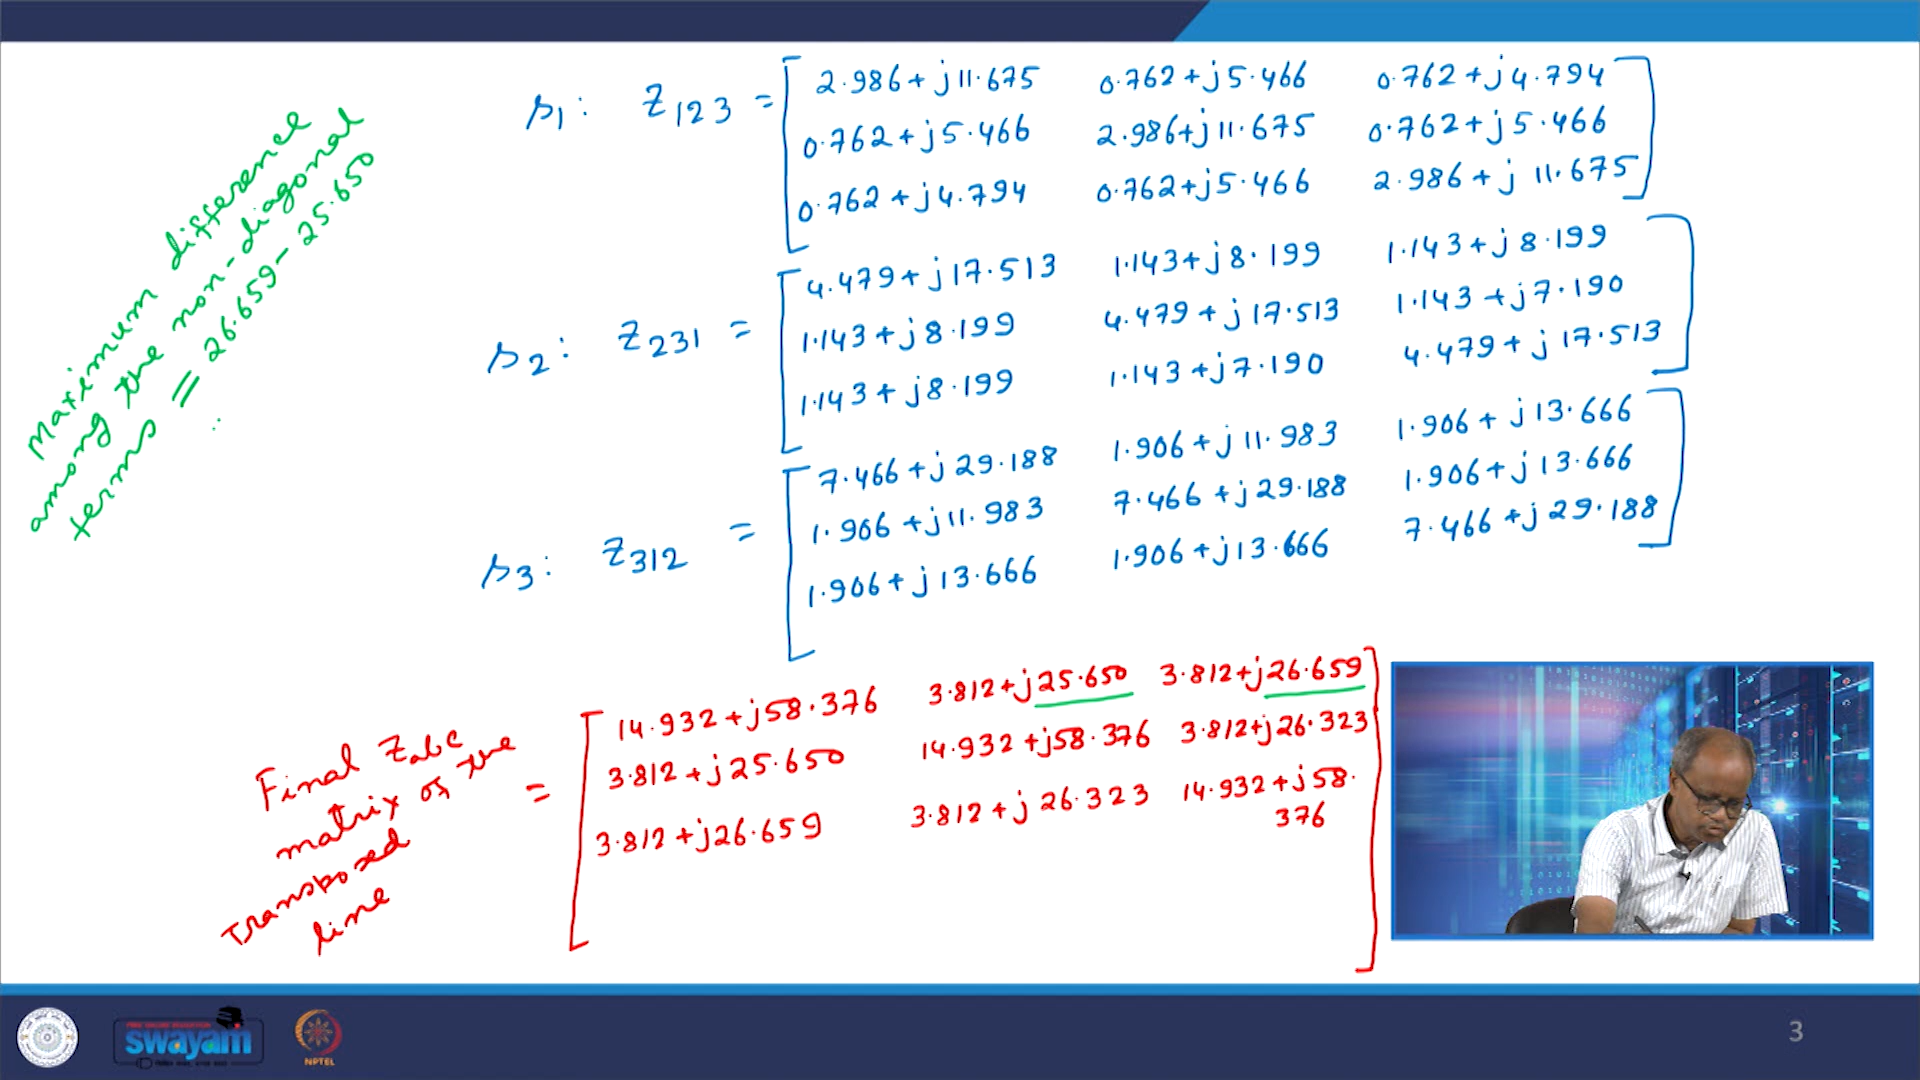 s1: Z123 = [ 2.986+j11.675 0.762+j5.466 0.762+j4.794
0.762+j5.466 2.986+j11.675 0.762+j5.466
0.762+j4.794 0.762+j5.466 2.986+j11.675 ]
s2: Z231 = [ 4.479+j17.513 1.143+j8.199 1.143+j8.199
1.143+j8.199 4.479+j17.513 1.143+j7.190
1.143+j8.199 1.143+j7.190 4.479+j17.513 ]
s3: Z312 = [ 7.466+j29.188 1.906+j11.983 1.906+j13.666
1.906+j11.983 7.466+j29.188 1.906+j13.666
1.906+j13.666 1.906+j13.666 7.466+j29.188 ]
Maximum difference
among the non-diagonal
terms = 26.659-25.650
Final Zabc
matrix of the
transposed
line
= [ 14.932+j58.376 3.812+j25.650 3.812+j26.659
3.812+j25.650 14.932+j58.376 3.812+j26.323
3.812+j26.659 3.812+j26.323 14.932+j58.
376 ]
swayam
NPTEL
3